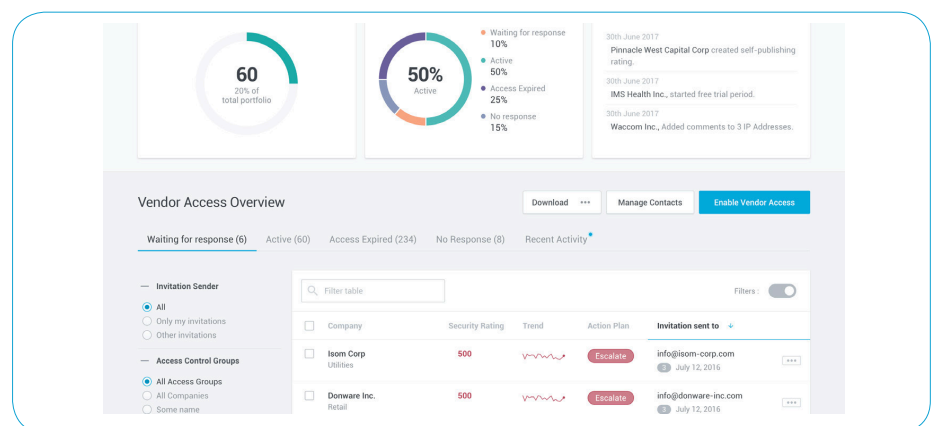 60
20% of
total portfolio
50%
Active
Waiting for response
10%
Active
50%
Access Expired
25%
No response
15%
30th June 2017
Pinnacle West Capital Corp created self-publishing
rating.
30th June 2017
IMS Health Inc., started free trial period.
30th June 2017
Waccom Inc., Added comments to 3 IP Addresses.
Vendor Access Overview
Download
Manage Contacts
Enable Vendor Access
Waiting for response (6) Active (60) Access Expired (234) No Response (8) Recent Activity
Invitation Sender
All
Only my invitations
Other invitations
Access Control Groups
All Access Groups
All Companies
Some name
Filter table
Filters :
Company Security Rating Trend Action Plan Invitation sent to
Isom Corp 500 Escalate info@isom-corp.com
Utilities 3 July 12, 2016
Donware Inc. 500 Escalate info@donware-inc.com
Retail 3 July 12, 2016